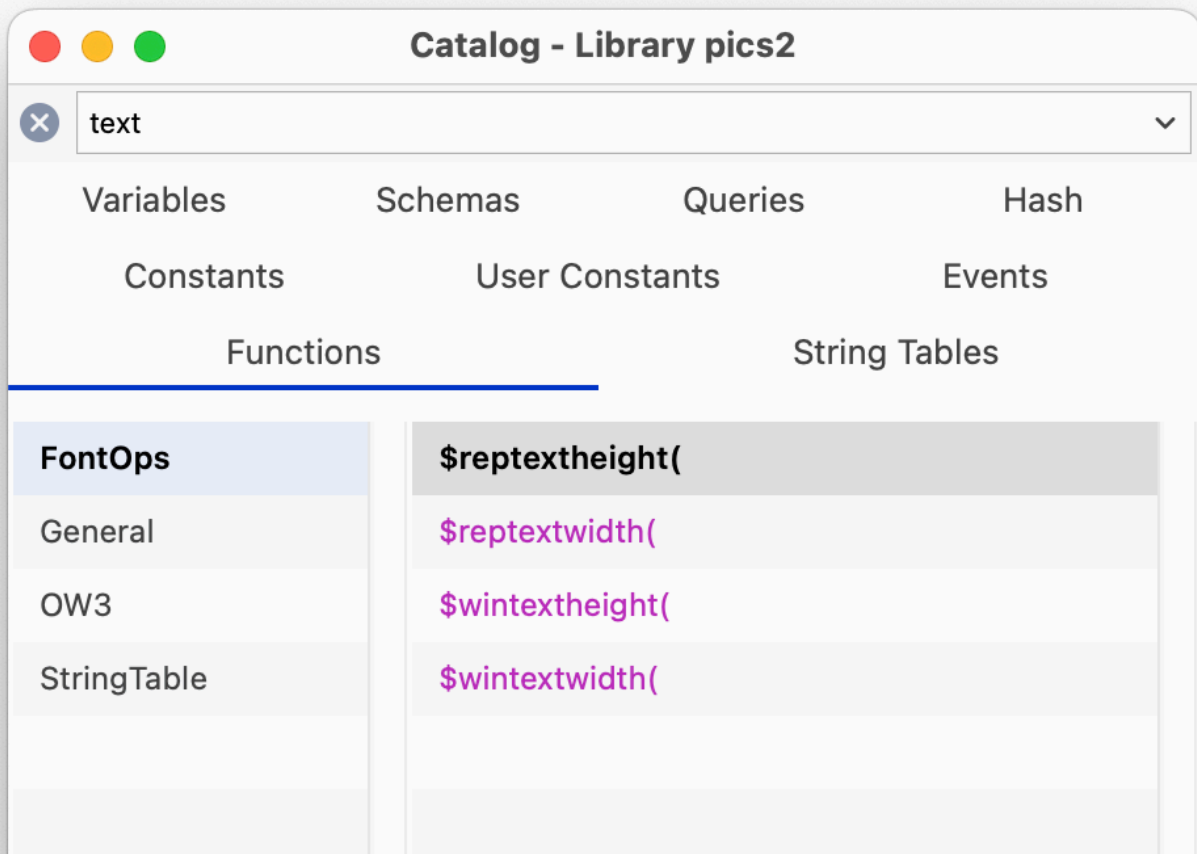 Catalog - Library pics2
text
Variables Schemas Queries Hash
Constants User Constants Events
Functions String Tables
FontOps $reptextheight(
General $reptextwidth(
OW3 $wintextheight(
StringTable $wintextwidth(